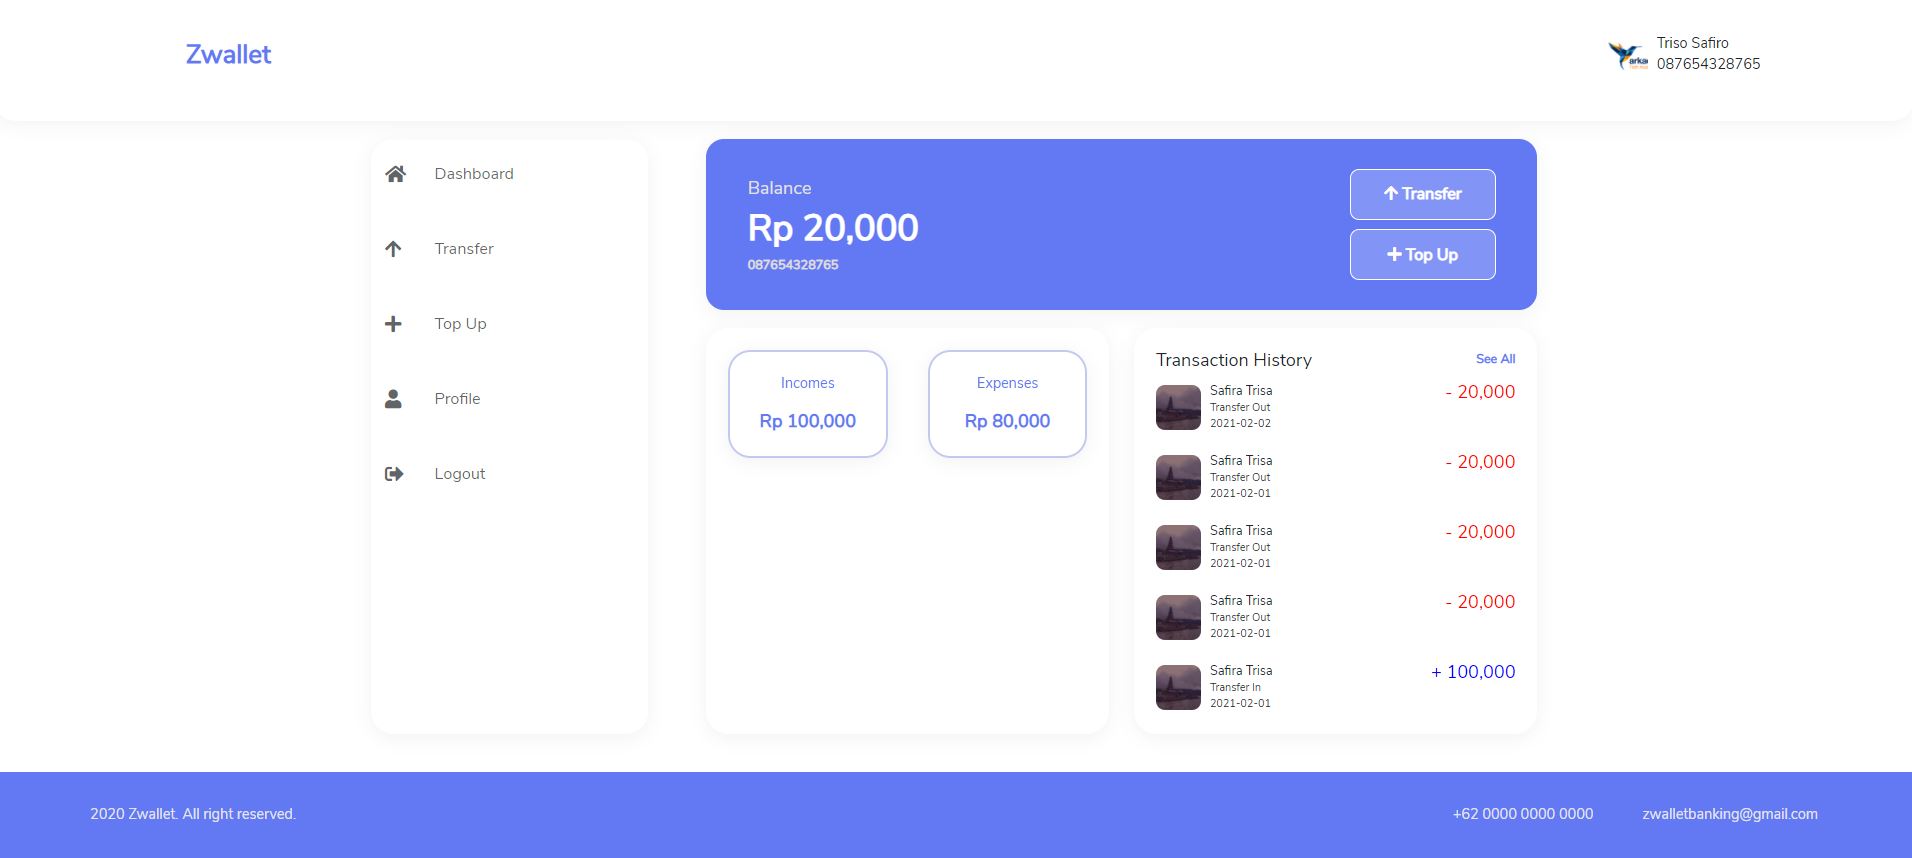 Zwallet
Triso Safiro
087654328765
Dashboard
Transfer
Top Up
Profile
Logout
Balance
Rp 20,000
087654328765
Transfer
Top Up
Incomes
Rp 100,000
Expenses
Rp 80,000
Transaction History
See All
Safira Trisa
- 20,000
Transfer Out
2021-02-02
Safira Trisa
- 20,000
Transfer Out
2021-02-01
Safira Trisa
- 20,000
Transfer Out
2021-02-01
Safira Trisa
- 20,000
Transfer Out
2021-02-01
Safira Trisa
+ 100,000
Transfer In
2021-02-01
2020 Zwallet. All right reserved.
+62 0000 0000 0000
zwalletbanking@gmail.com